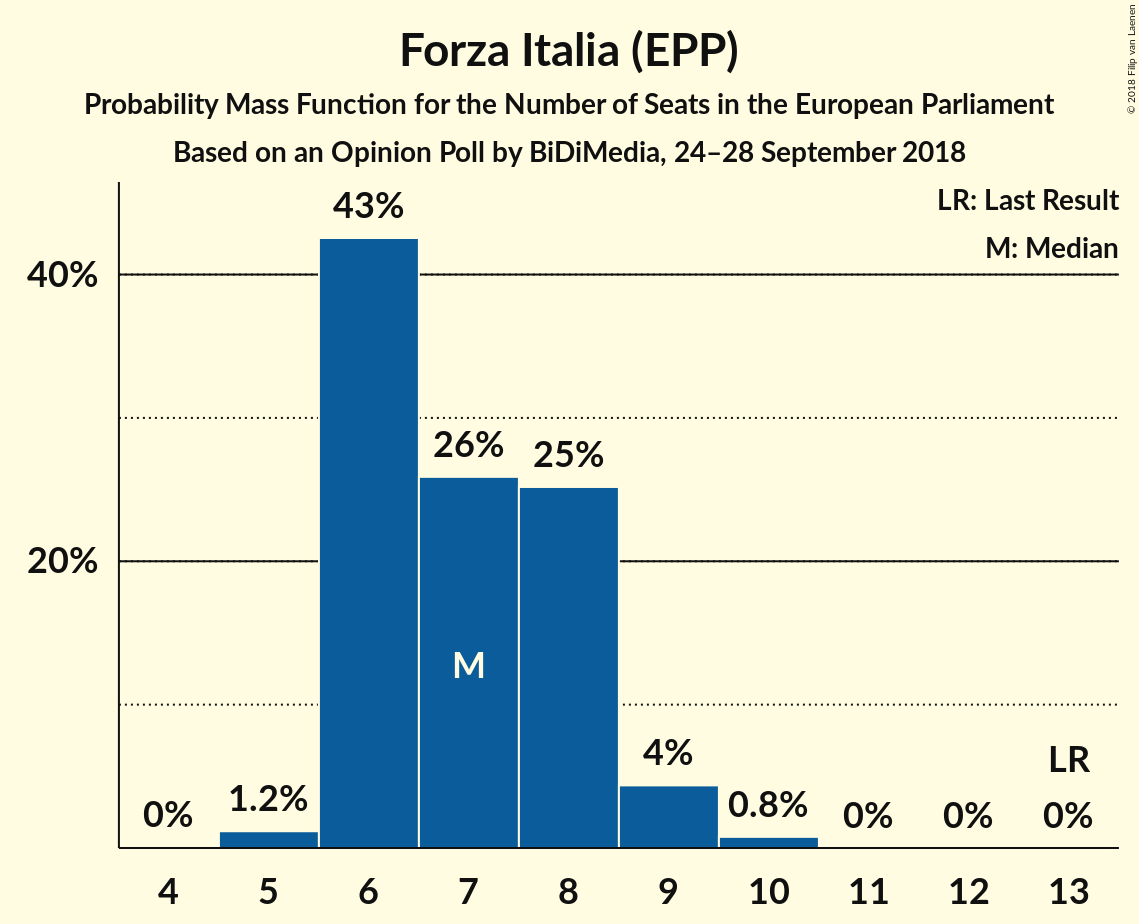 Forza Italia (EPP)
Probability Mass Function for the Number of Seats in the European Parliament
Based on an Opinion Poll by BiDiMedia, 24–28 September 2018
© 2018 Filip van Laenen
LR: Last Result
M: Median
40%
20%
43%
26%
25%
M
4%
LR
0%
1.2%
0.8%
0%
0%
0%
4 5 6 7 8 9 10 11 12 13